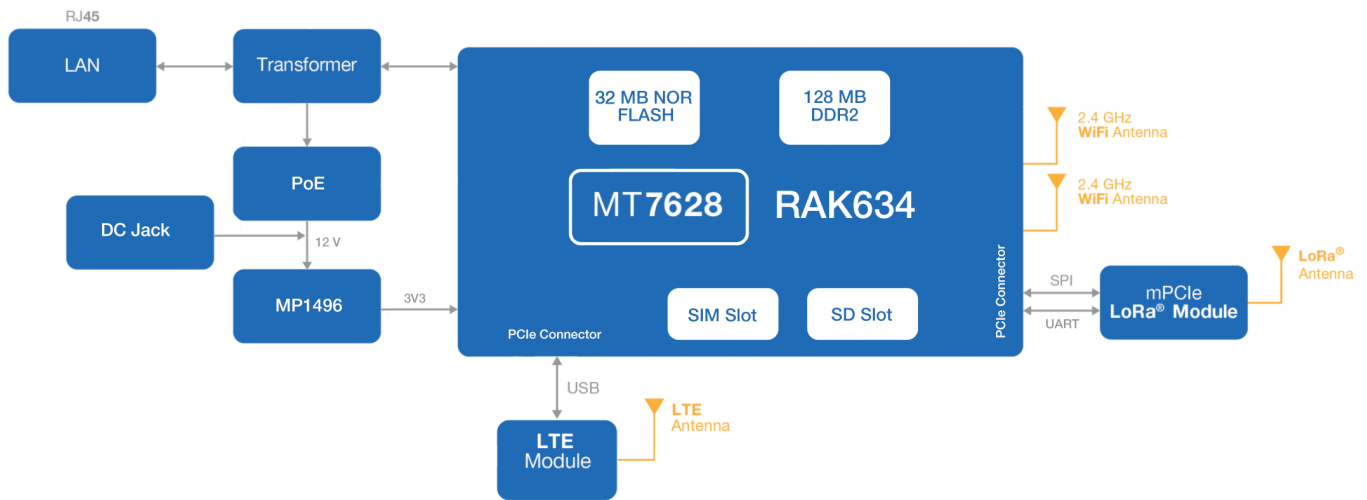 RJ45
LAN
Transformer
32 MB NOR
FLASH
128 MB
DDR2
2.4 GHz
WiFi Antenna
PoE
MT7628
RAK634
2.4 GHz
WiFi Antenna
DC Jack
12 V
MP1496
3V3
SIM Slot
SD Slot
PCIe Connector
PCIe Connector
SPI
UART
mPCIe
LoRa® Module
LoRa®
Antenna
USB
LTE
Module
LTE
Antenna